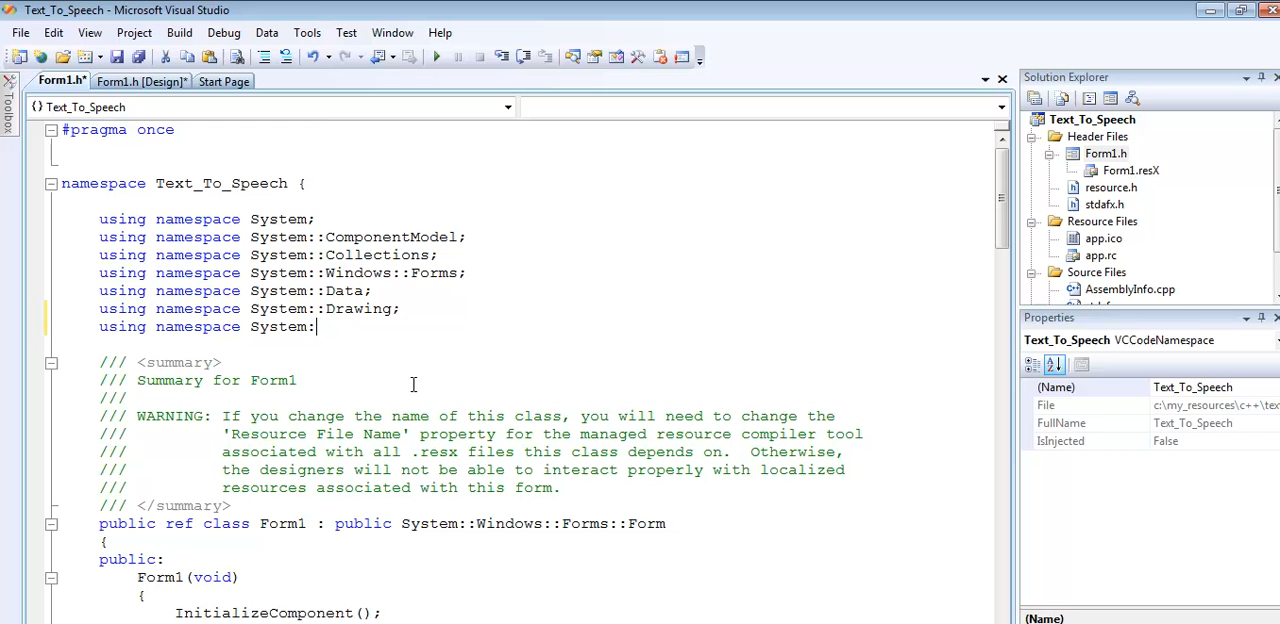 Text_To_Speech - Microsoft Visual Studio
File Edit View Project Build Debug Data Tools Test Window Help
Form1.h* Form1.h [Design]* Start Page
Toolbox
{} Text_To_Speech
#pragma once
namespace Text_To_Speech {
using namespace System;
using namespace System::ComponentModel;
using namespace System::Collections;
using namespace System::Windows::Forms;
using namespace System::Data;
using namespace System::Drawing;
using namespace System:
/// <summary>
/// Summary for Form1
///
/// WARNING: If you change the name of this class, you will need to change the
/// 'Resource File Name' property for the managed resource compiler tool
/// associated with all .resx files this class depends on.  Otherwise,
/// the designers will not be able to interact properly with localized
/// resources associated with this form.
/// </summary>
public ref class Form1 : public System::Windows::Forms::Form
{
public:
Form1(void)
{
InitializeComponent();
Solution Explorer
Text_To_Speech
Header Files
Form1.h
Form1.resX
resource.h
stdafx.h
Resource Files
app.ico
app.rc
Source Files
AssemblyInfo.cpp
Properties
Text_To_Speech VCCodeNamespace
(Name) Text_To_Speech
File c:\my_resources\c++\tex
FullName Text_To_Speech
IsInjected False
(Name)